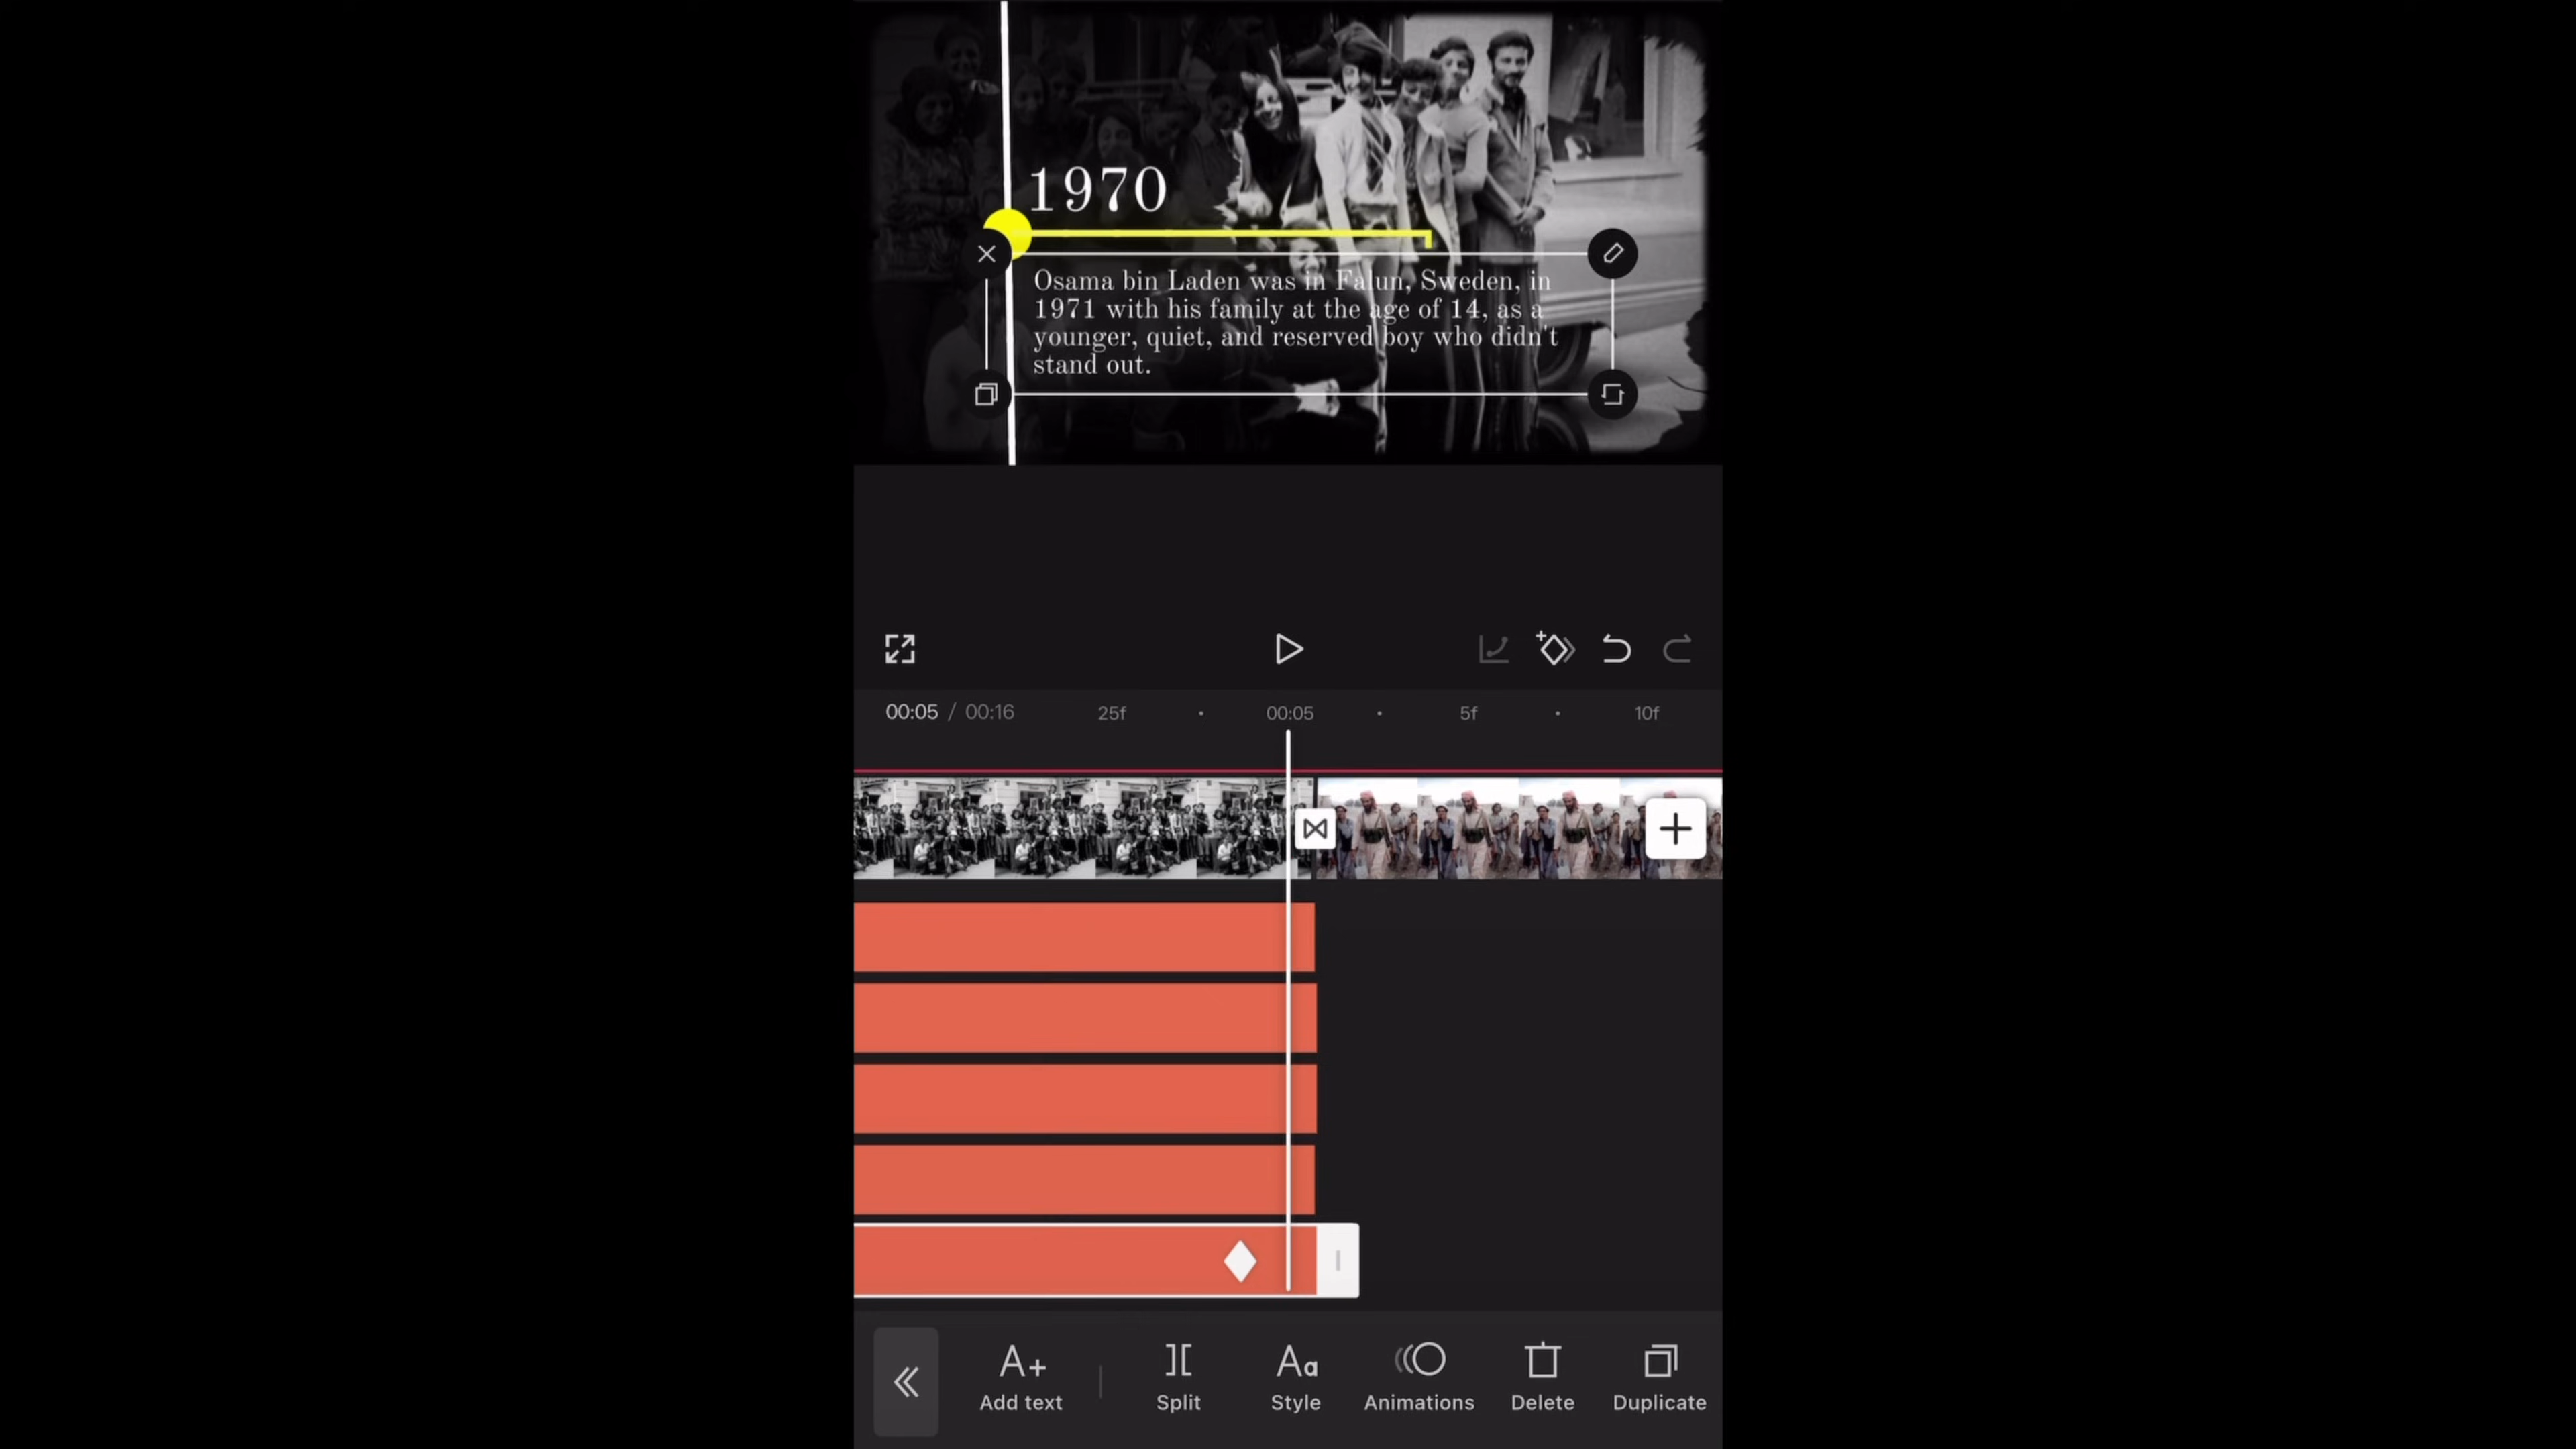 1970
Osama bin Laden was in Falun, Sweden, in
1971 with his family at the age of 14, as a
younger, quiet, and reserved boy who didn't
stand out.
00:05 / 00:16 25f 00:05 5f 10f
A+ Aa
Add text Split Style Animations Delete Duplicate